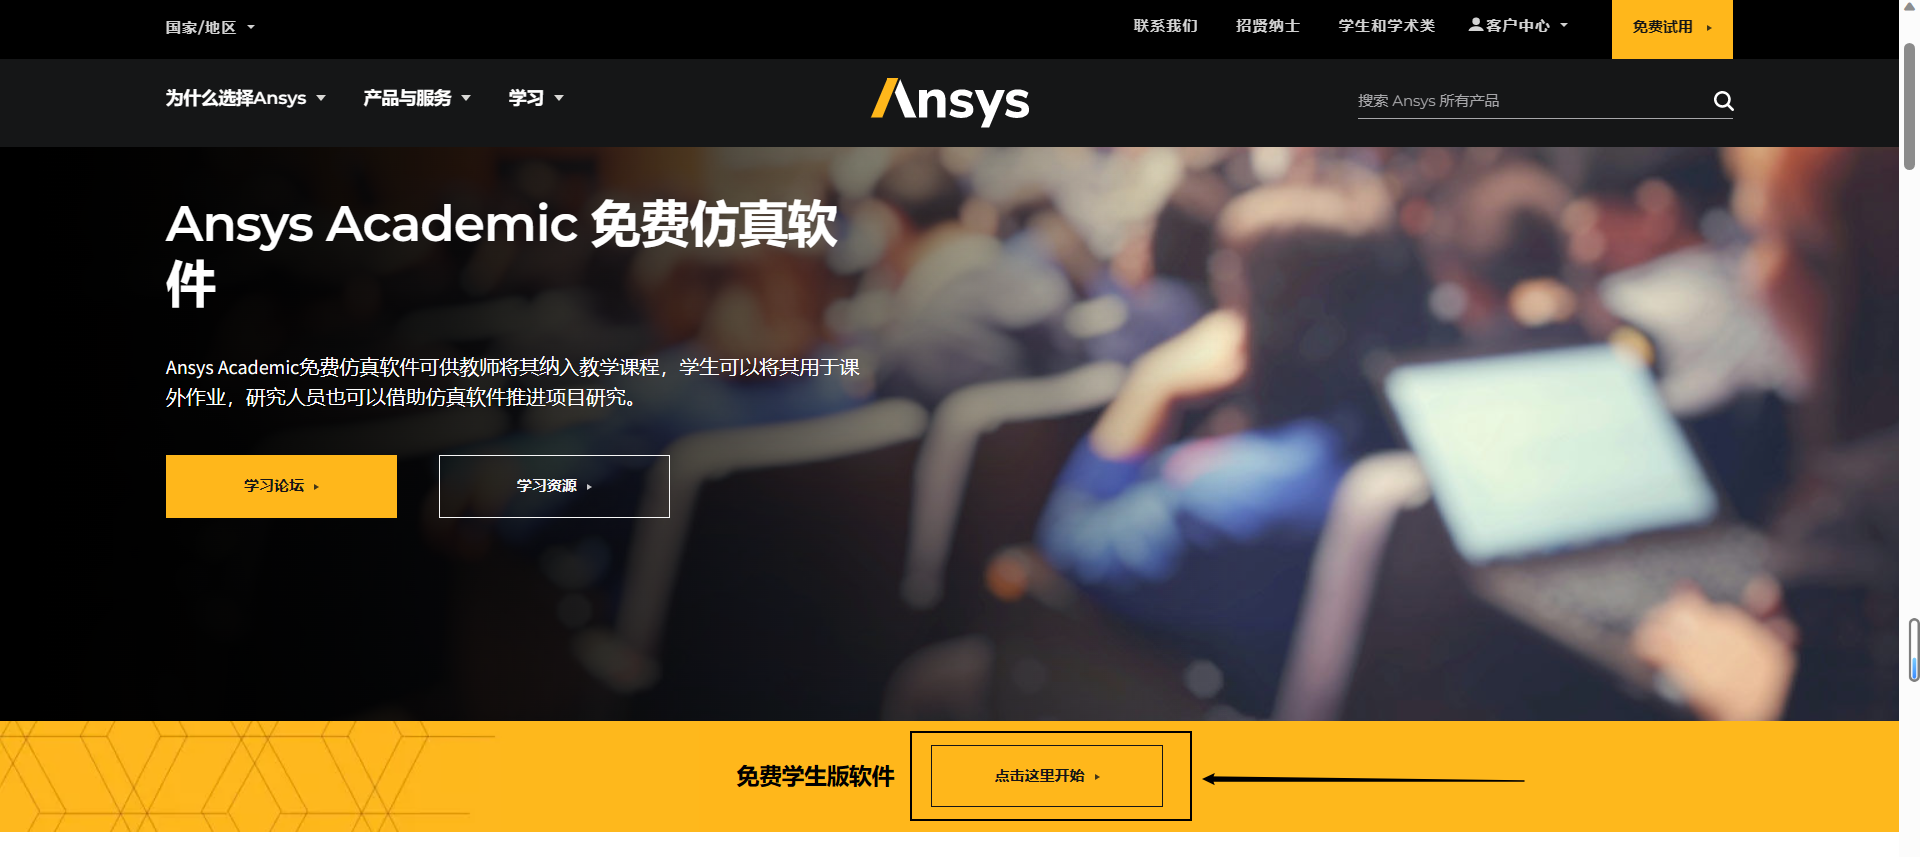 国家/地区
联系我们
招贤纳士
学生和学术类
客户中心
免费试用
为什么选择Ansys
产品与服务
学习
Ansys
搜索 Ansys 所有产品
Ansys Academic 免费仿真软
件
Ansys Academic免费仿真软件可供教师将其纳入教学课程，学生可以将其用于课
外作业，研究人员也可以借助仿真软件推进项目研究。
学习论坛
学习资源
免费学生版软件
点击这里开始